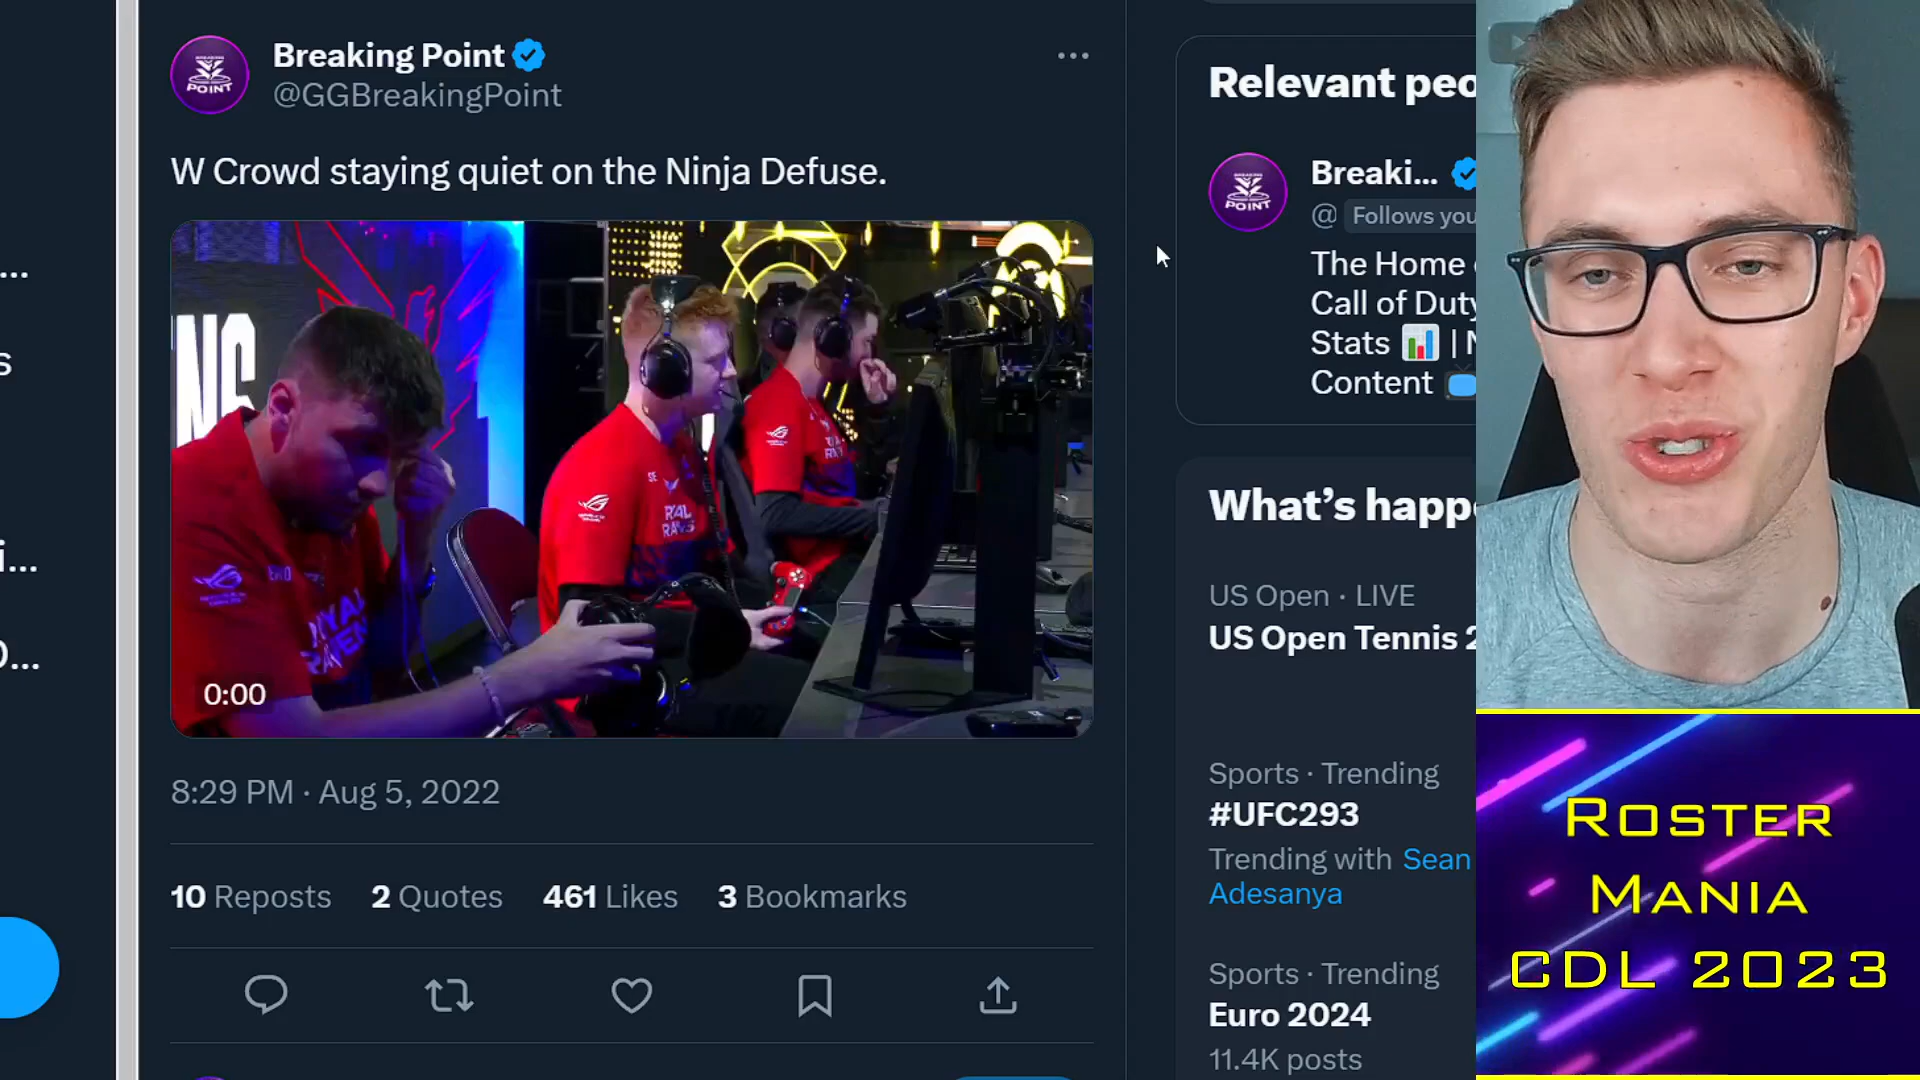 Breaking Point
@GGBreakingPoint
W Crowd staying quiet on the Ninja Defuse.
0:00
8:29 PM · Aug 5, 2022
10 Reposts 2 Quotes 461 Likes 3 Bookmarks
Relevant peo
Breaki...
@ Follows you
The Home
Call of Duty
Stats
Content
What's happe
US Open · LIVE
US Open Tennis 2
Sports · Trending
#UFC293
Trending with Sean
Adesanya
Sports · Trending
Euro 2024
11.4K posts
POINT
POINT
ROSTER
MANIA
CDL 2023